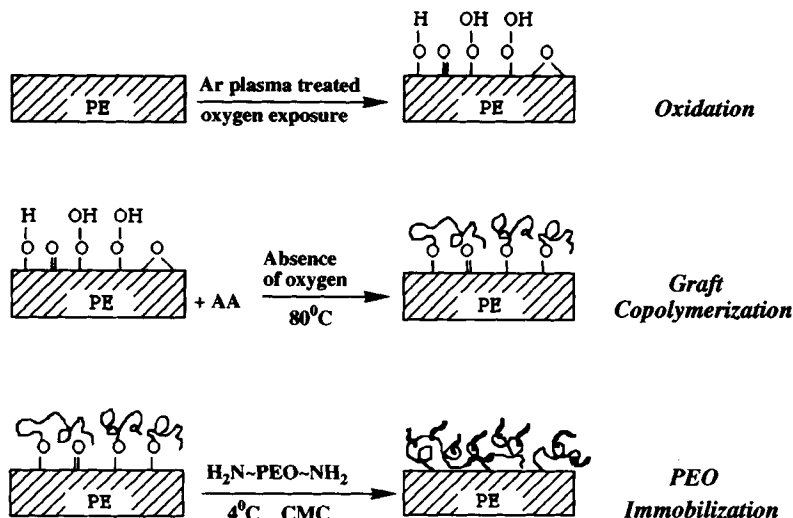 H OH OH
O O O O O
PE
Ar plasma treated
oxygen exposure
PE
Oxidation
H OH OH
O O O O O
PE
+ AA
Absence
of oxygen
80⁰C
O O O O
PE
Graft
Copolymerization
O O O O
PE
H₂N~PEO~NH₂
4⁰C CMC
PE
PEO
Immobilization